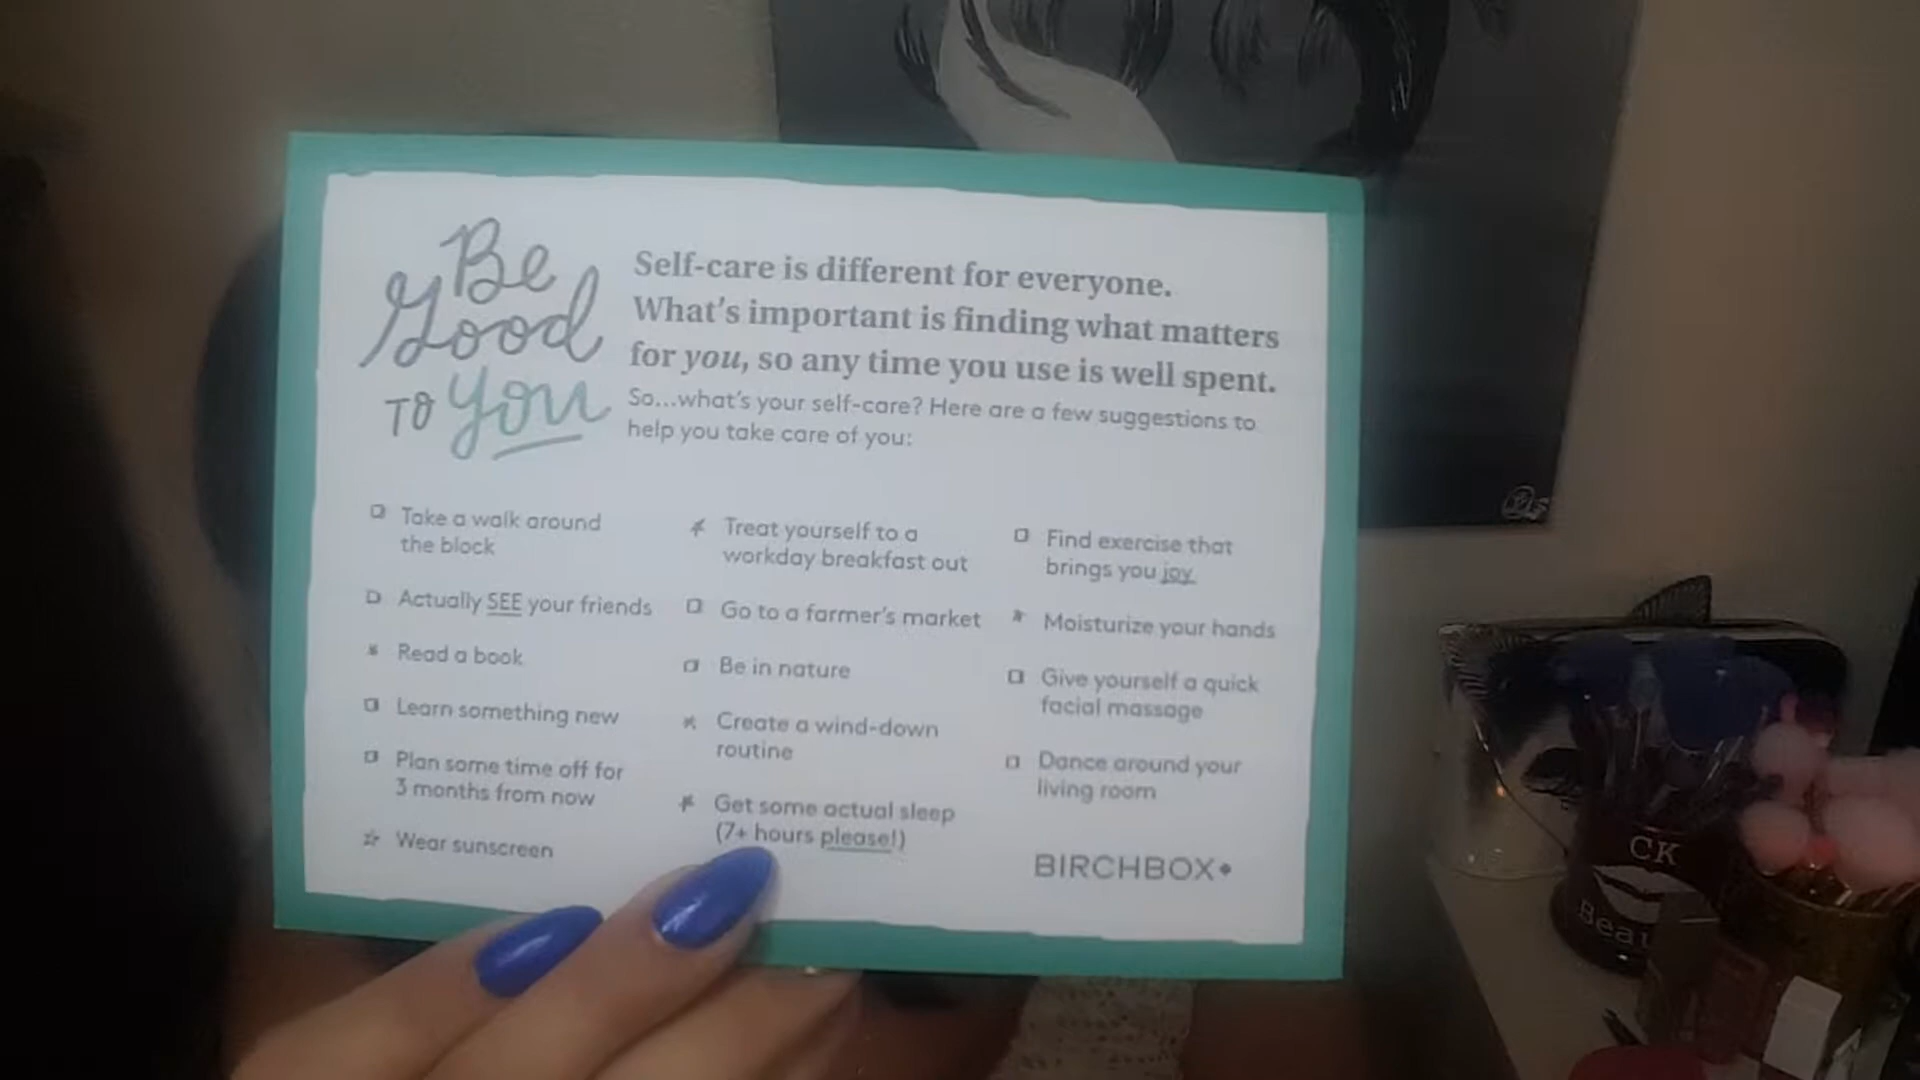 Be
Good
TO you
Self-care is different for everyone.
What's important is finding what matters
for you, so any time you use is well spent.
So...what's your self-care? Here are a few suggestions to
help you take care of you:
Take a walk around
the block
Actually SEE your friends
Read a book
Learn something new
Plan some time off for
3 months from now
Wear sunscreen
Treat yourself to a
workday breakfast out
Go to a farmer's market
Be in nature
Create a wind-down
routine
Get some actual sleep
(7+ hours please!)
Find exercise that
brings you joy
Moisturize your hands
Give yourself a quick
facial massage
Dance around your
living room
BIRCHBOX
CK